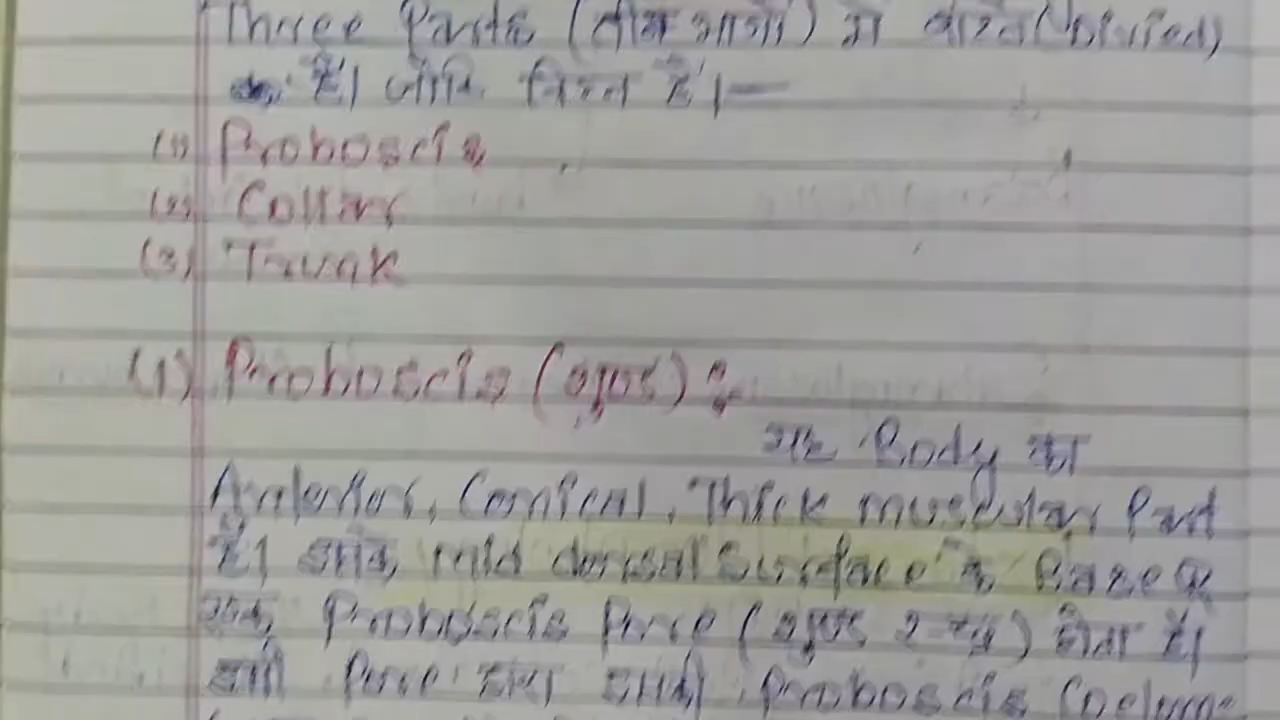 Three Parts (तीन भागों) में बांटा (Divided)
है। जोकि निम्न है।—
(1) Proboscis
(2) Collar
(3) Trunk
(1) Proboscis (शुण्ड) :-
यह Body का
Anterior, Conical, Thick muscular Part
है। इसके mid dorsal Surface के Base पर
एक Proboscis Pore (शुण्ड रन्ध्र) होता है।
इसी Pore द्वारा इसकी Proboscis Coelom-